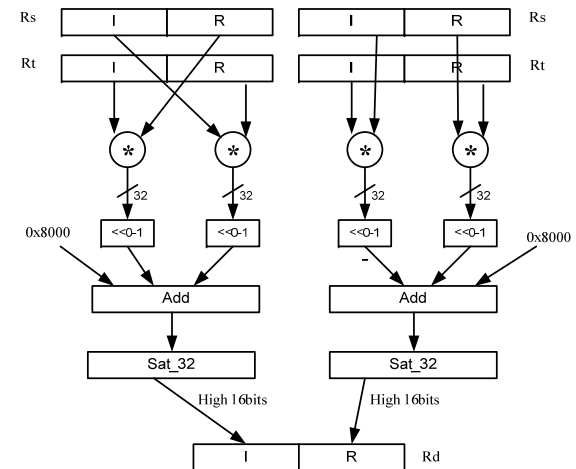 Rs I R I R Rs
Rt I R I R Rt
* * * *
32 32 32 32
<<0-1 <<0-1 <<0-1 <<0-1
0x8000 - 0x8000
Add Add
Sat_32 Sat_32
High 16bits High 16bits
I R Rd